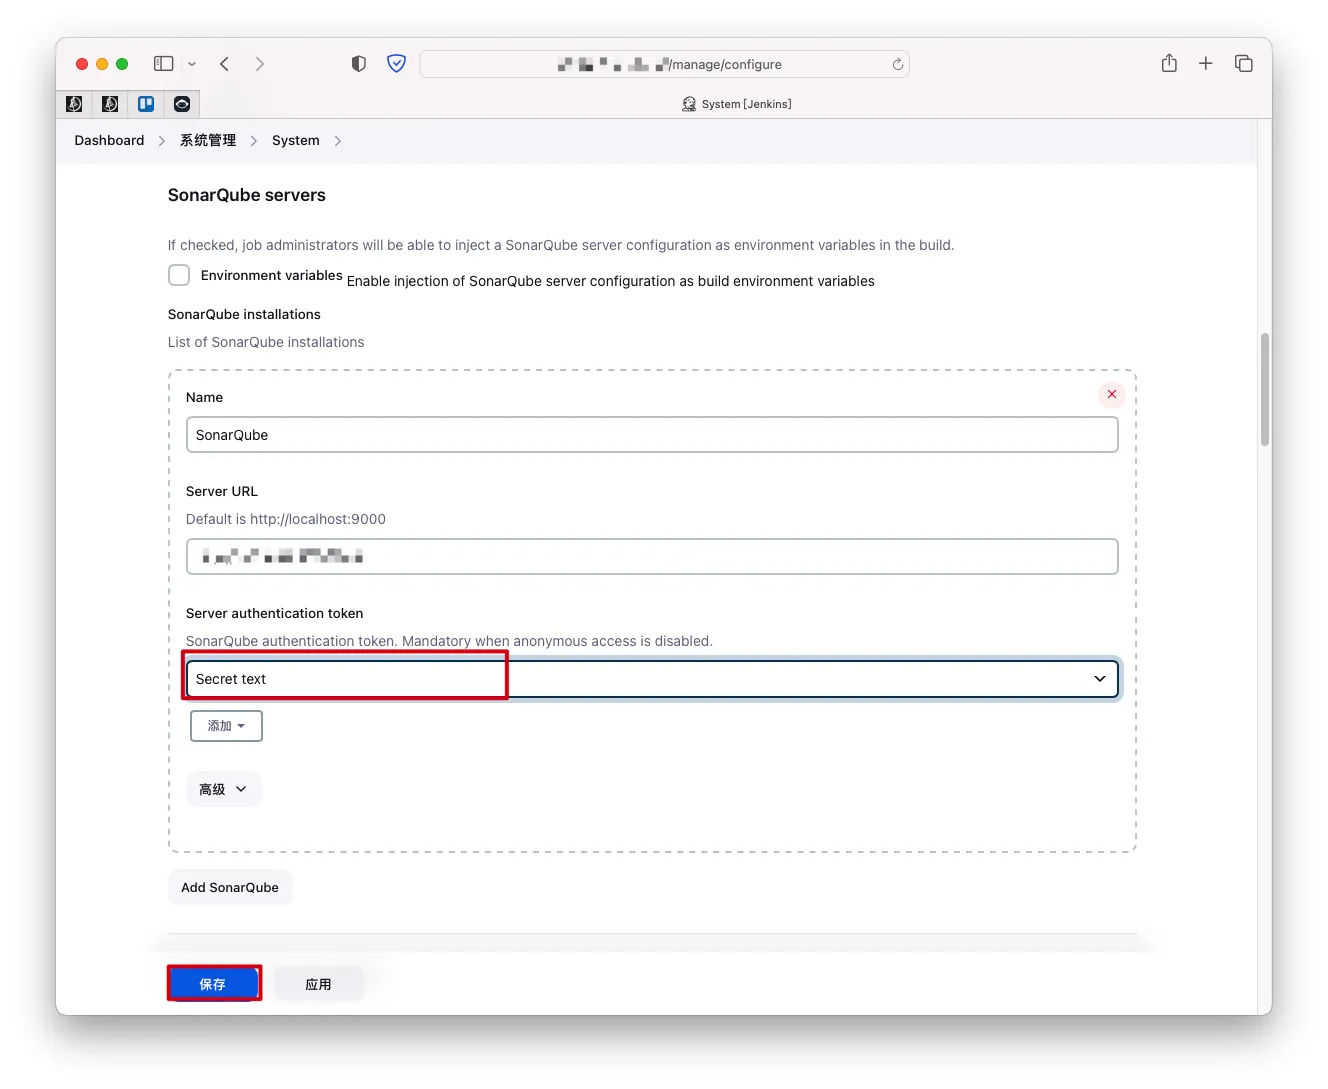 /manage/configure
System [Jenkins]
Dashboard 系统管理 System
SonarQube servers
If checked, job administrators will be able to inject a SonarQube server configuration as environment variables in the build.
Environment variables Enable injection of SonarQube server configuration as build environment variables
SonarQube installations
List of SonarQube installations
Name
SonarQube
Server URL
Default is http://localhost:9000
Server authentication token
SonarQube authentication token. Mandatory when anonymous access is disabled.
Secret text
添加
高级
Add SonarQube
保存 应用